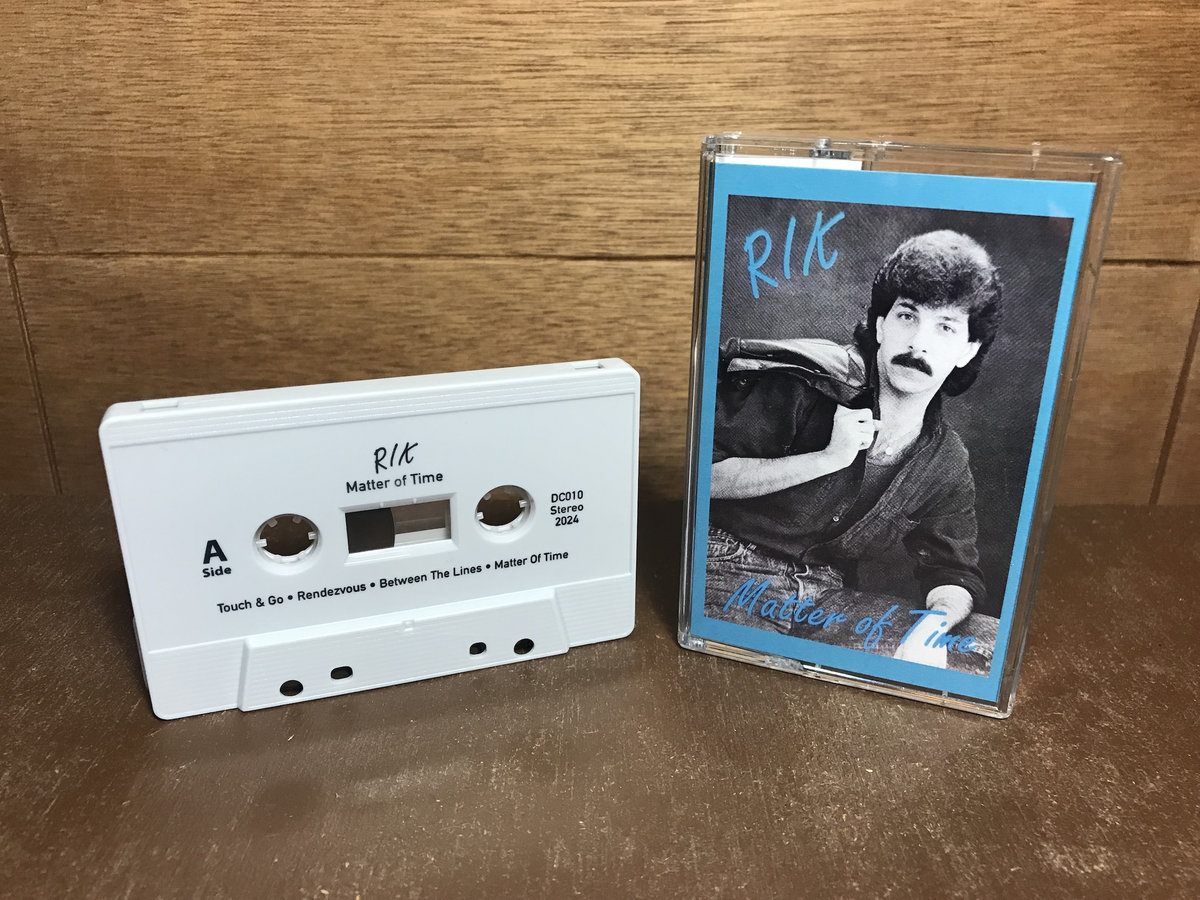 RIK
Matter of Time
DC010
Stereo
2024
A
Side
Touch & Go • Rendezvous • Between The Lines • Matter Of Time
RIK
Matter of Time